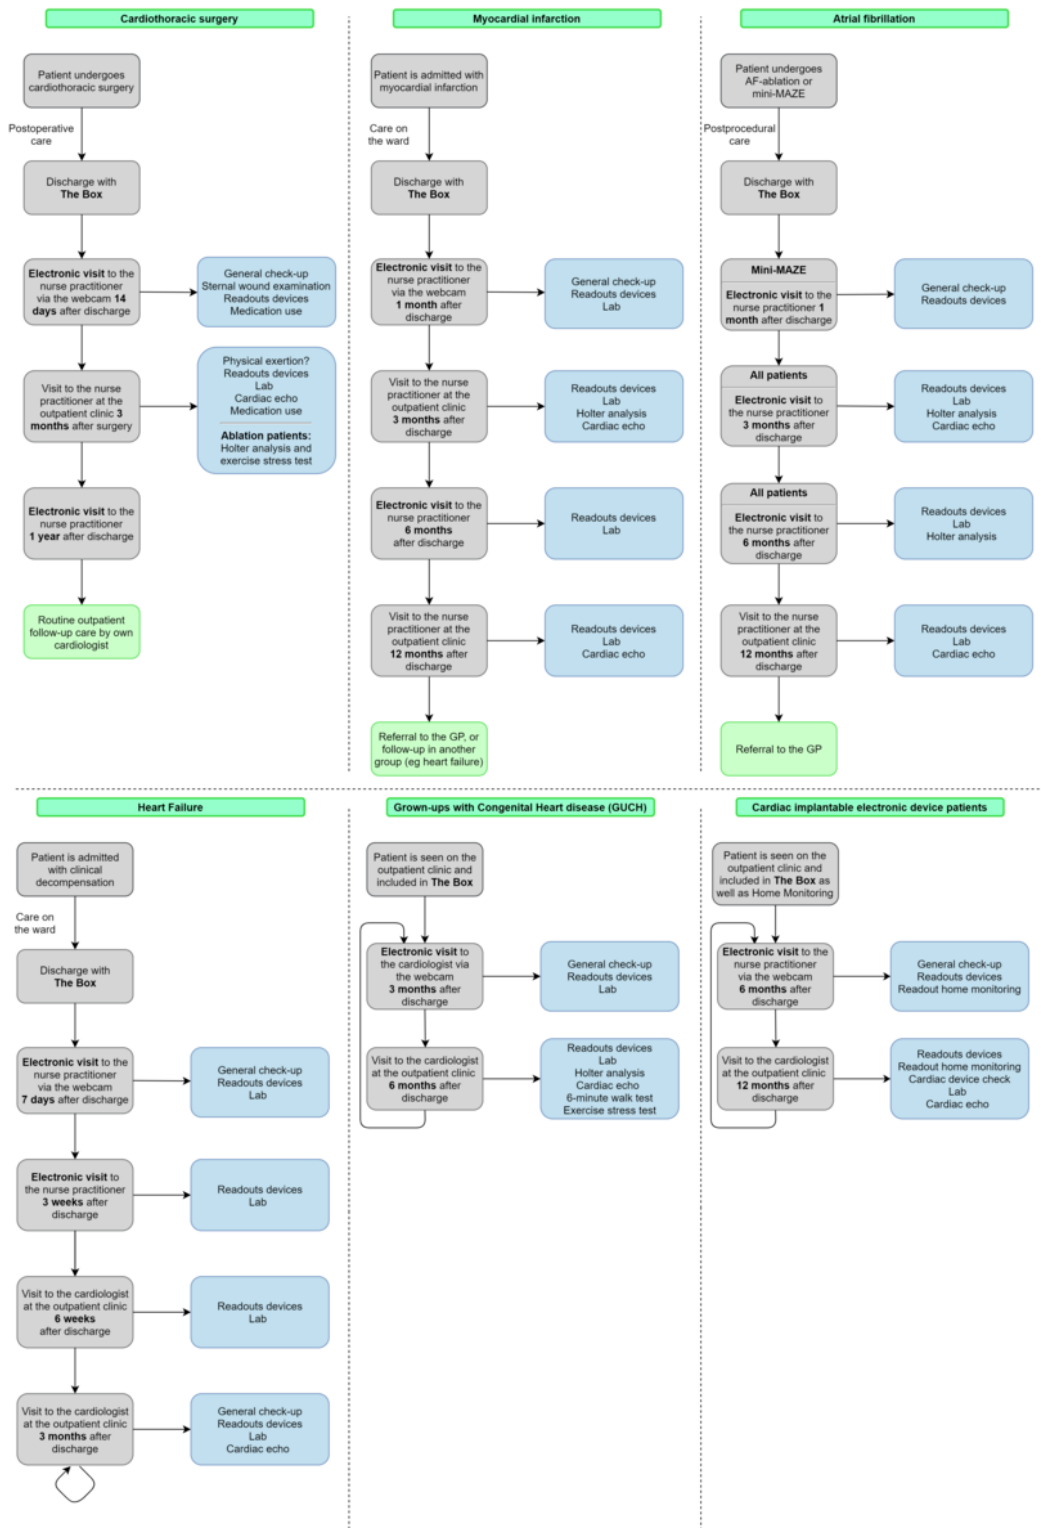 Cardiothoracic surgery
Patient undergoes
cardiothoracic surgery
Postoperative
care
Discharge with
The Box
Electronic visit to the
nurse practitioner
via the webcam 14
days after discharge
General check-up
Sternal wound examination
Readouts devices
Medication use
Visit to the nurse
practitioner at the
outpatient clinic 3
months after surgery
Physical exertion?
Readouts devices
Lab
Cardiac echo
Medication use
Ablation patients:
Holter analysis and
exercise stress test
Electronic visit to the
nurse practitioner
1 year after discharge
Routine outpatient
follow-up care by own
cardiologist
Myocardial infarction
Patient is admitted with
myocardial infarction
Care on
the ward
Discharge with
The Box
Electronic visit to the
nurse practitioner
via the webcam
1 month after
discharge
General check-up
Readouts devices
Lab
Visit to the nurse
practitioner at the
outpatient clinic
3 months after
discharge
Readouts devices
Lab
Holter analysis
Cardiac echo
Electronic visit to the
nurse practitioner
6 months
after discharge
Readouts devices
Lab
Visit to the nurse
practitioner at the
outpatient clinic
12 months after
discharge
Readouts devices
Lab
Cardiac echo
Referral to the GP, or
follow-up in another
group (eg heart failure)
Atrial fibrillation
Patient undergoes
AF-ablation or
mini-MAZE
Postprocedural
care
Discharge with
The Box
Mini-MAZE
Electronic visit to the
nurse practitioner 1
month after discharge
General check-up
Readouts devices
All patients
Electronic visit to
the nurse practitioner
3 months after
discharge
Readouts devices
Lab
Holter analysis
Cardiac echo
All patients
Electronic visit to
the nurse practitioner
6 months after
discharge
Readouts devices
Lab
Holter analysis
Visit to the nurse
practitioner at the
outpatient clinic
12 months after
discharge
Readouts devices
Lab
Cardiac echo
Referral to the GP
Heart Failure
Patient is admitted
with clinical
decompensation
Care on
the ward
Discharge with
The Box
Electronic visit to the
nurse practitioner
via the webcam
7 days after discharge
General check-up
Readouts devices
Lab
Electronic visit to
the nurse practitioner
3 weeks after
discharge
Readouts devices
Lab
Visit to the cardiologist
at the outpatient clinic
6 weeks
after discharge
Readouts devices
Lab
Visit to the cardiologist
at the outpatient clinic
3 months after
discharge
General check-up
Readouts devices
Lab
Cardiac echo
Grown-ups with Congenital Heart disease (GUCH)
Patient is seen on the
outpatient clinic and
included in The Box
Electronic visit to
the cardiologist via
the webcam
3 months after
discharge
General check-up
Readouts devices
Lab
Visit to the cardiologist
at the outpatient clinic
6 months after
discharge
Readouts devices
Lab
Holter analysis
Cardiac echo
6-minute walk test
Exercise stress test
Cardiac implantable electronic device patients
Patient is seen on the
outpatient clinic and
included in The Box as
well as Home Monitoring
Electronic visit to the
nurse practitioner
via the webcam
6 months after
discharge
General check-up
Readouts devices
Readout home monitoring
Visit to the cardiologist
at the outpatient clinic
12 months after
discharge
Readouts devices
Readout home monitoring
Cardiac device check
Lab
Cardiac echo